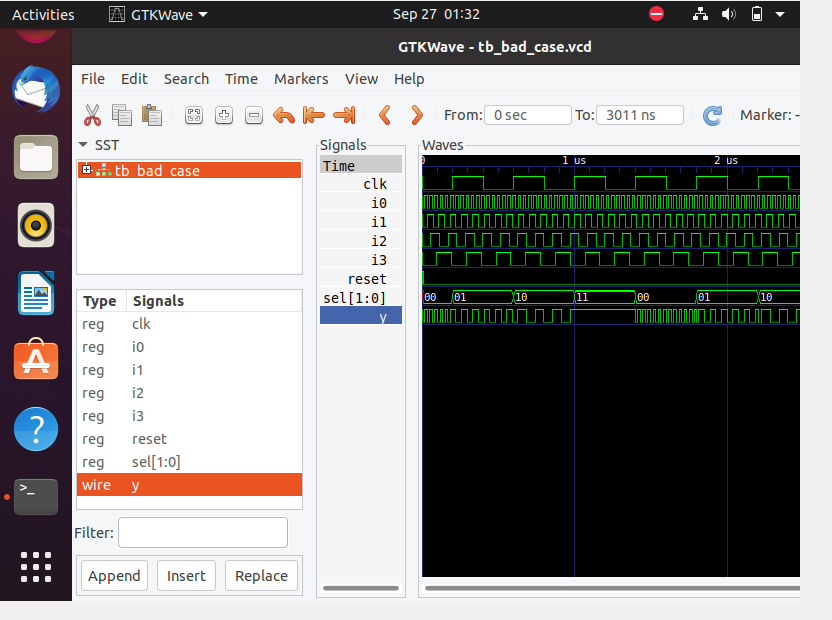 Activities GTKWave Sep 27 01:32
GTKWave - tb_bad_case.vcd
File Edit Search Time Markers View Help
From: 0 sec To: 3011 ns Marker: -
SST
tb_bad_case
Type Signals
reg clk
reg i0
reg i1
reg i2
reg i3
reg reset
reg sel[1:0]
wire y
Filter:
Append Insert Replace
Signals
Time
clk
i0
i1
i2
i3
reset
sel[1:0]
y
Waves
0 1 us 2 us
00 01 10 11 00 01 10
>_
?